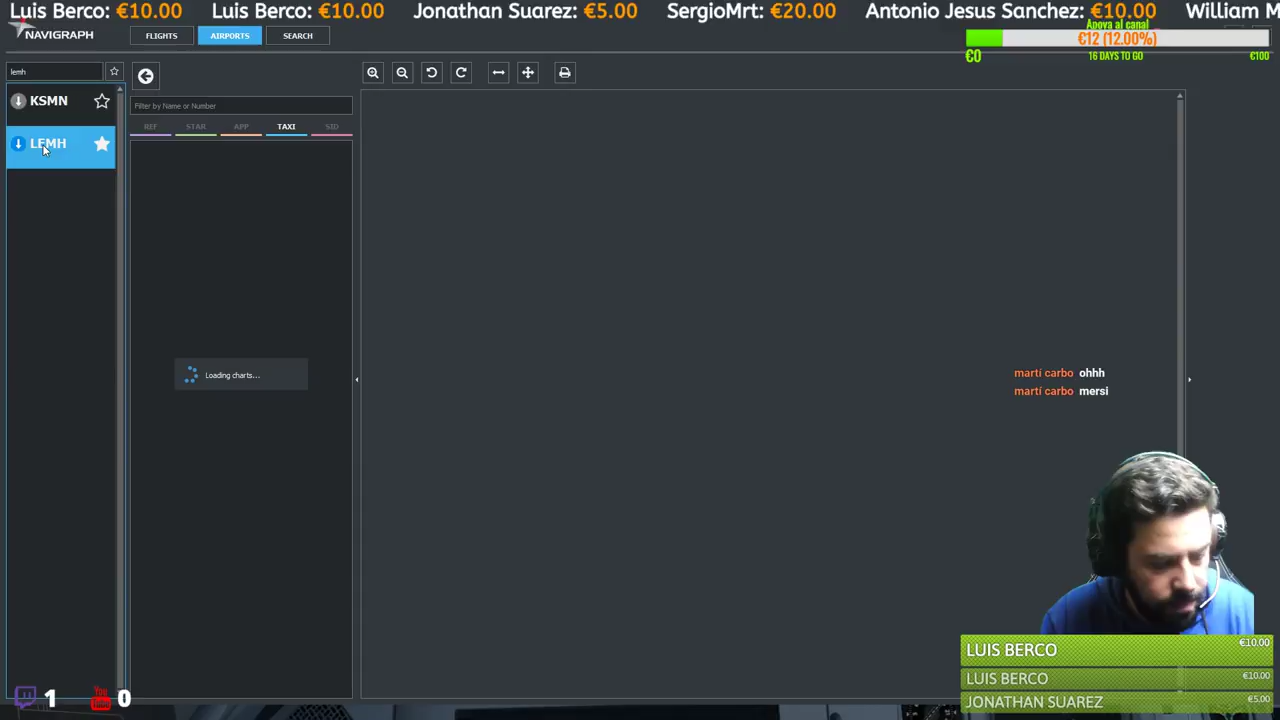 Luis Berco: €10.00 Luis Berco: €10.00 Jonathan Suarez: €5.00 SergioMrt: €20.00 Antonio Jesus Sanchez: €10.00 William M
Apoya al canal
NAVIGRAPH
FLIGHTS
AIRPORTS
SEARCH
€12 (12.00%)
€0
16 DAYS TO GO
€100
lemh
KSMN
LEMH
Filter by Name or Number
REF
STAR
APP
TAXI
SID
Loading charts...
martí carbo ohhh
martí carbo mersi
LUIS BERCO €10.00
LUIS BERCO €10.00
JONATHAN SUAREZ €5.00
1
You Tube
0